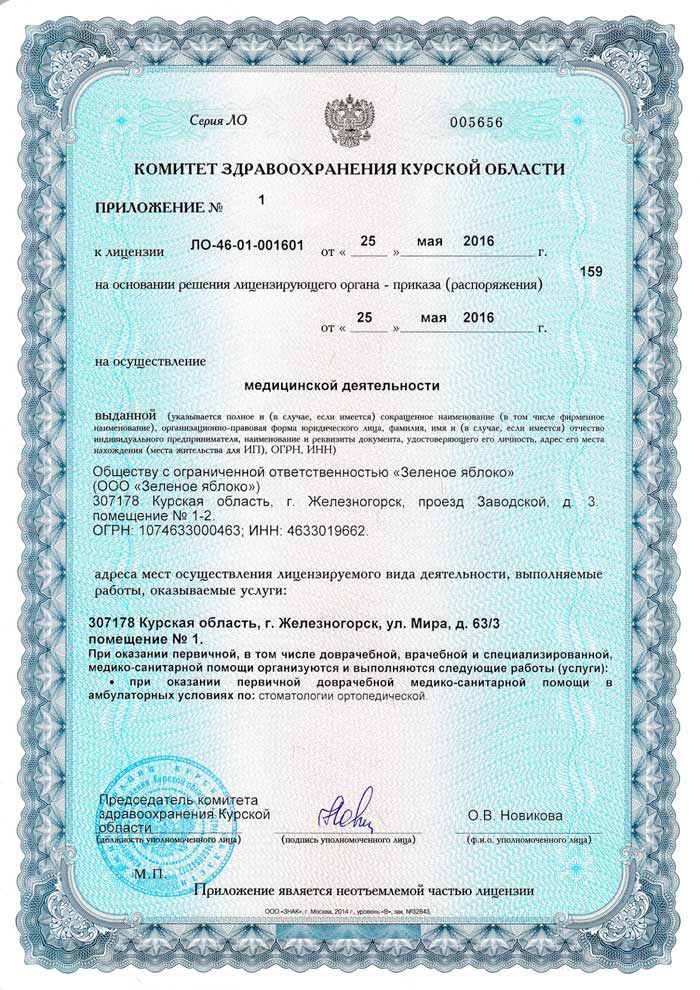 Серия ЛО
005656
КОМИТЕТ ЗДРАВООХРАНЕНИЯ КУРСКОЙ ОБЛАСТИ
ПРИЛОЖЕНИЕ № 1
к лицензии ЛО-46-01-001601 от « 25 » мая 2016 г.
на основании решения лицензирующего органа - приказа (распоряжения) 159
от « 25 » мая 2016 г.
на осуществление
медицинской деятельности
выданной (указывается полное и (в случае, если имеется) сокращенное наименование (в том числе фирменное
наименование), организационно-правовая форма юридического лица, фамилия, имя и (в случае, если имеется) отчество
индивидуального предпринимателя, наименование и реквизиты документа, удостоверяющего его личность, адрес его места
нахождения (места жительства для ИП), ОГРН, ИНН)
Обществу с ограниченной ответственностью «Зеленое яблоко»
(ООО «Зеленое яблоко»)
307178 Курская область, г. Железногорск, проезд Заводской, д. 3.
помещение № 1-2.
ОГРН: 1074633000463; ИНН: 4633019662.
адреса мест осуществления лицензируемого вида деятельности, выполняемые
работы, оказываемые услуги:
307178 Курская область, г. Железногорск, ул. Мира, д. 63/3
помещение № 1.
При оказании первичной, в том числе доврачебной, врачебной и специализированной,
медико-санитарной помощи организуются и выполняются следующие работы (услуги):
• при оказании первичной доврачебной медико-санитарной помощи в
амбулаторных условиях по: стоматологии ортопедической.
Председатель комитета
здравоохранения Курской
области
О.В. Новикова
(должность уполномоченного лица)
(подпись уполномоченного лица)
(ф.и.о. уполномоченного лица)
М.П.
Приложение является неотъемлемой частью лицензии
ООО «ЗНАК», г. Москва, 2014 г., уровень «В», зак. №32843.